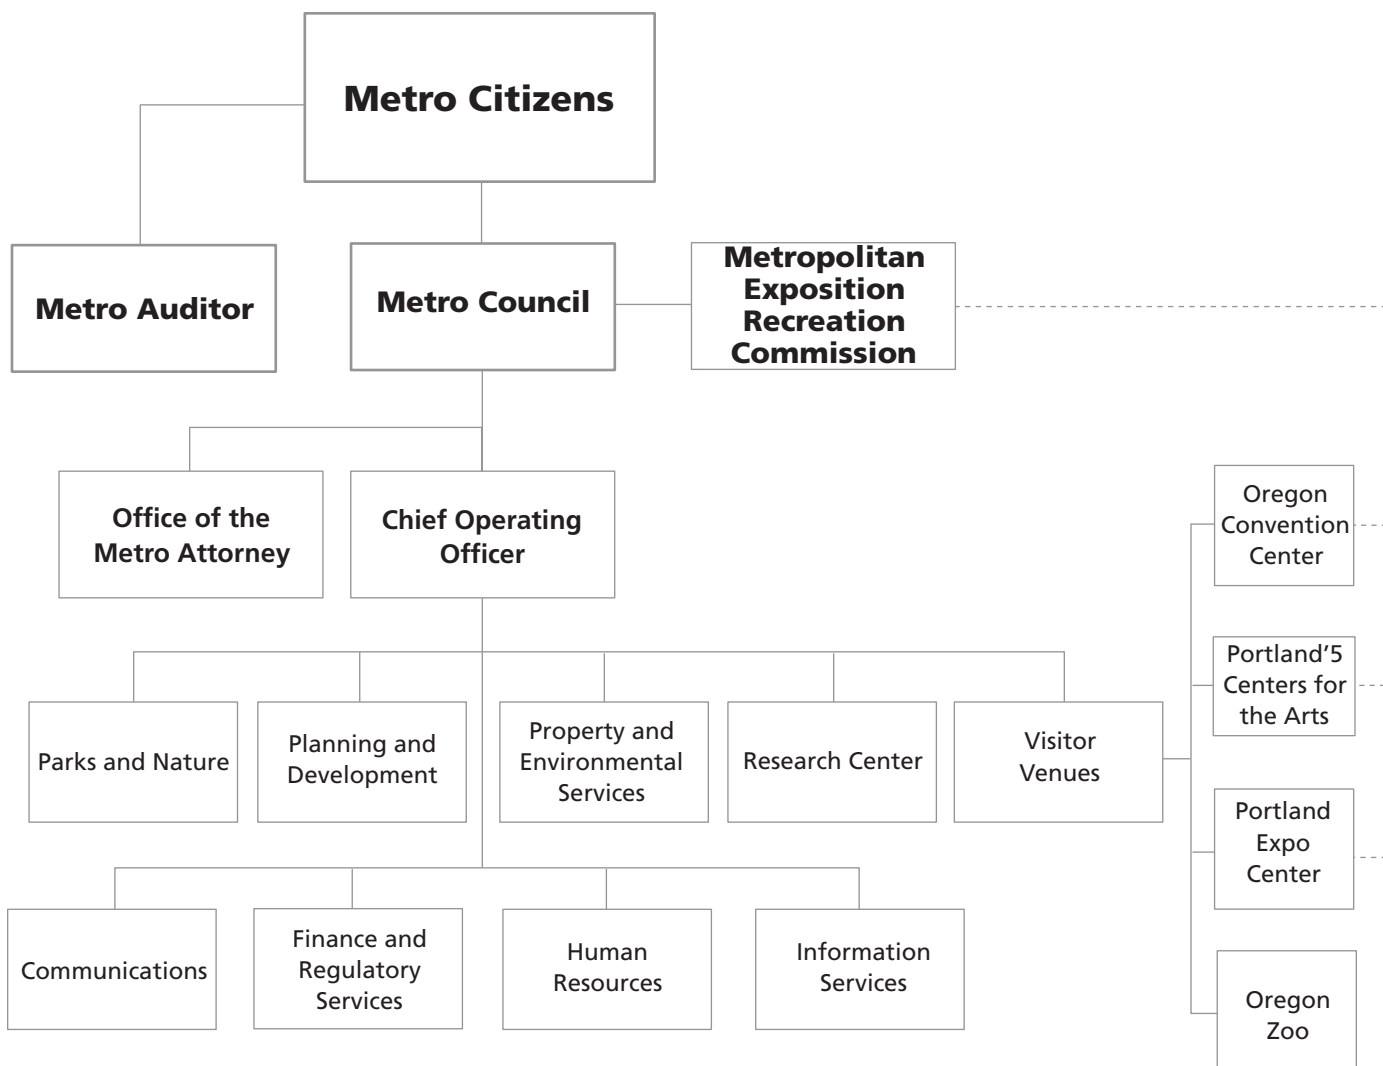 Metro Citizens
Metro Auditor
Metro Council
Metropolitan
Exposition
Recreation
Commission
Office of the
Metro Attorney
Chief Operating
Officer
Parks and Nature
Planning and
Development
Property and
Environmental
Services
Research Center
Visitor
Venues
Oregon
Convention
Center
Portland'5
Centers for
the Arts
Portland
Expo
Center
Oregon
Zoo
Communications
Finance and
Regulatory
Services
Human
Resources
Information
Services